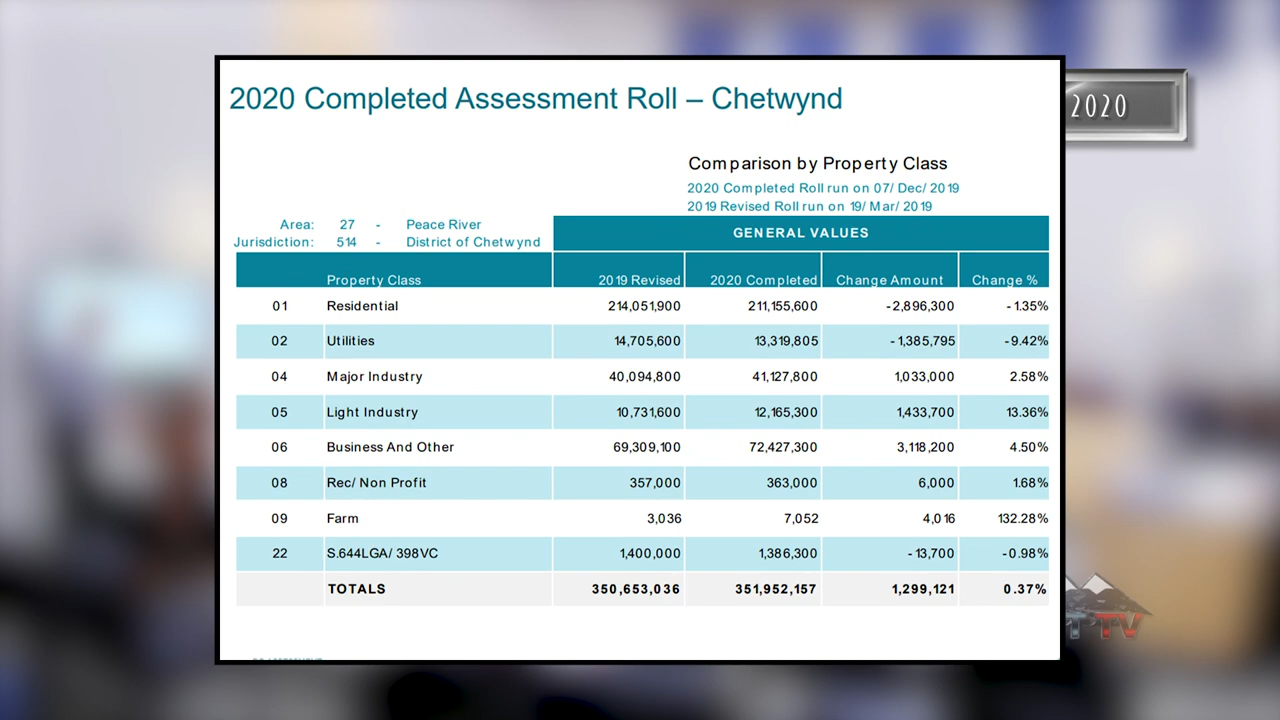 2020 Completed Assessment Roll – Chetwynd
2020
Comparison by Property Class
2020 Completed Roll run on 07/ Dec/ 2019
2019 Revised Roll run on 19/ Mar/ 2019
Area: 27 - Peace River
Jurisdiction: 514 - District of Chetwynd
GENERAL VALUES
Property Class 2019 Revised 2020 Completed Change Amount Change %
01 Residential 214,051,900 211,155,600 -2,896,300 -1.35%
02 Utilities 14,705,600 13,319,805 -1,385,795 -9.42%
04 Major Industry 40,094,800 41,127,800 1,033,000 2.58%
05 Light Industry 10,731,600 12,165,300 1,433,700 13.36%
06 Business And Other 69,309,100 72,427,300 3,118,200 4.50%
08 Rec/ Non Profit 357,000 363,000 6,000 1.68%
09 Farm 3,036 7,052 4,016 132.28%
22 S.644LGA/ 398VC 1,400,000 1,386,300 -13,700 -0.98%
TOTALS 350,653,036 351,952,157 1,299,121 0.37%
TV